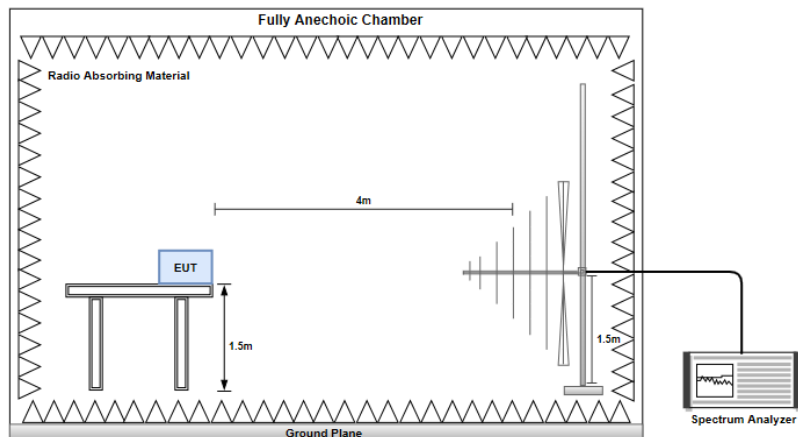 Fully Anechoic Chamber
Radio Absorbing Material
4m
EUT
1.5m
1.5m
Spectrum Analyzer
Ground Plane